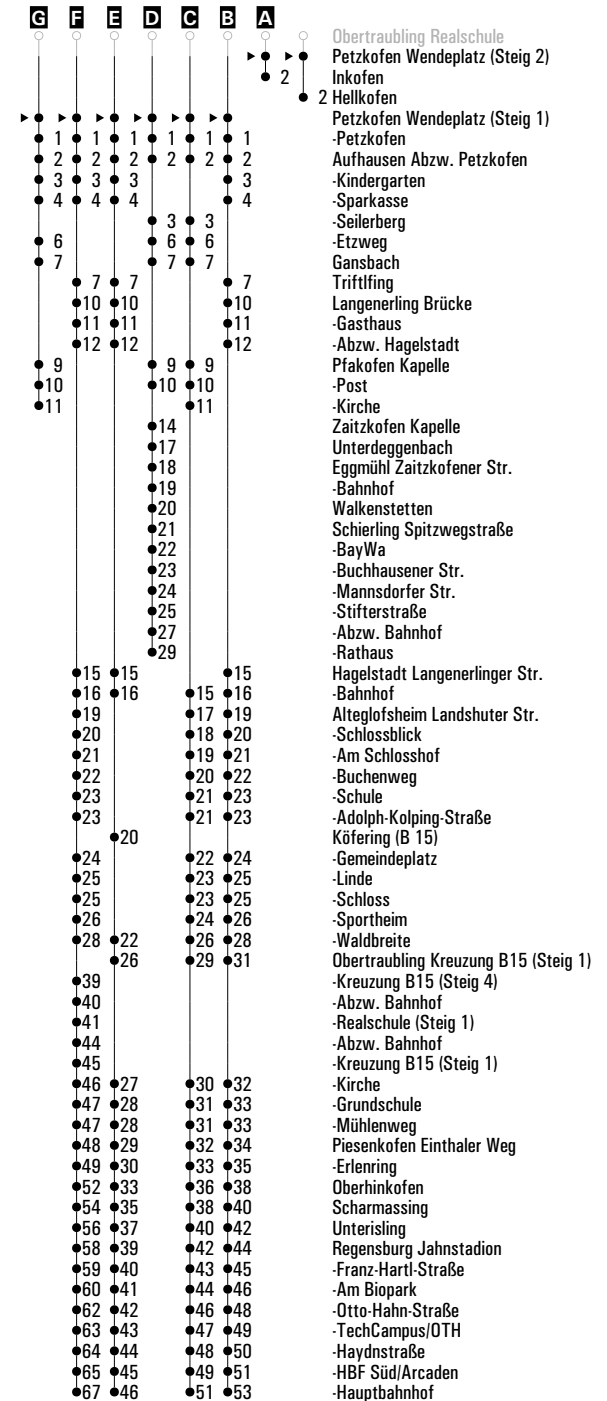 G F E D C B A
Obertraubling Realschule
Petzkofen Wendeplatz (Steig 2)
2 Inkofen
2 Hellkofen
Petzkofen Wendeplatz (Steig 1)
1 1 1 1 1 1 -Petzkofen
2 2 2 2 2 2 Aufhausen Abzw. Petzkofen
3 3 3 3 -Kindergarten
4 4 4 4 -Sparkasse
3 3 -Seilerberg
6 6 6 -Etzweg
7 7 7 Gansbach
7 7 7 Triftlfing
10 10 10 Langenerling Brücke
11 11 11 -Gasthaus
12 12 12 -Abzw. Hagelstadt
9 9 9 Pfakofen Kapelle
10 10 10 -Post
11 11 -Kirche
14 Zaitzkofen Kapelle
17 Unterdeggenbach
18 Eggmühl Zaitzkofener Str.
19 -Bahnhof
20 Walkenstetten
21 Schierling Spitzwegstraße
22 -BayWa
23 -Buchhausener Str.
24 -Mannsdorfer Str.
25 -Stifterstraße
27 -Abzw. Bahnhof
29 -Rathaus
15 15 15 Hagelstadt Langenerlinger Str.
16 16 15 16 -Bahnhof
19 17 19 Alteglofsheim Landshuter Str.
20 18 20 -Schlossblick
21 19 21 -Am Schlosshof
22 20 22 -Buchenweg
23 21 23 -Schule
23 21 23 -Adolph-Kolping-Straße
20 Köfering (B 15)
24 22 24 -Gemeindeplatz
25 23 25 -Linde
25 23 25 -Schloss
26 24 26 -Sportheim
28 22 26 28 -Waldbreite
26 29 31 Obertraubling Kreuzung B15 (Steig 1)
39 -Kreuzung B15 (Steig 4)
40 -Abzw. Bahnhof
41 -Realschule (Steig 1)
44 -Abzw. Bahnhof
45 -Kreuzung B15 (Steig 1)
46 27 30 32 -Kirche
47 28 31 33 -Grundschule
47 28 31 33 -Mühlenweg
48 29 32 34 Piesenkofen Einthaler Weg
49 30 33 35 -Erlenring
52 33 36 38 Oberhinkofen
54 35 38 40 Scharmassing
56 37 40 42 Unterisling
58 39 42 44 Regensburg Jahnstadion
59 40 43 45 -Franz-Hartl-Straße
60 41 44 46 -Am Biopark
62 42 46 48 -Otto-Hahn-Straße
63 43 47 49 -TechCampus/OTH
64 44 48 50 -Haydnstraße
65 45 49 51 -HBF Süd/Arcaden
67 46 51 53 -Hauptbahnhof